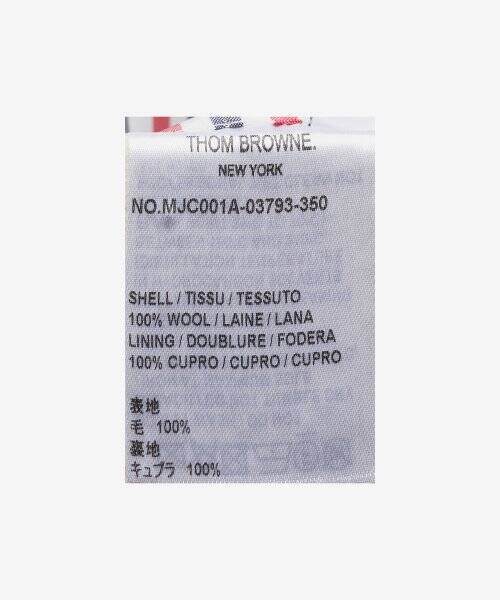 THOM BROWNE.
NEW YORK
NO.MJC001A-03793-350
SHELL / TISSU / TESSUTO
100% WOOL / LAINE / LANA
LINING / DOUBLURE / FODERA
100% CUPRO / CUPRO / CUPRO
表地
毛 100%
裏地
キュプラ 100%